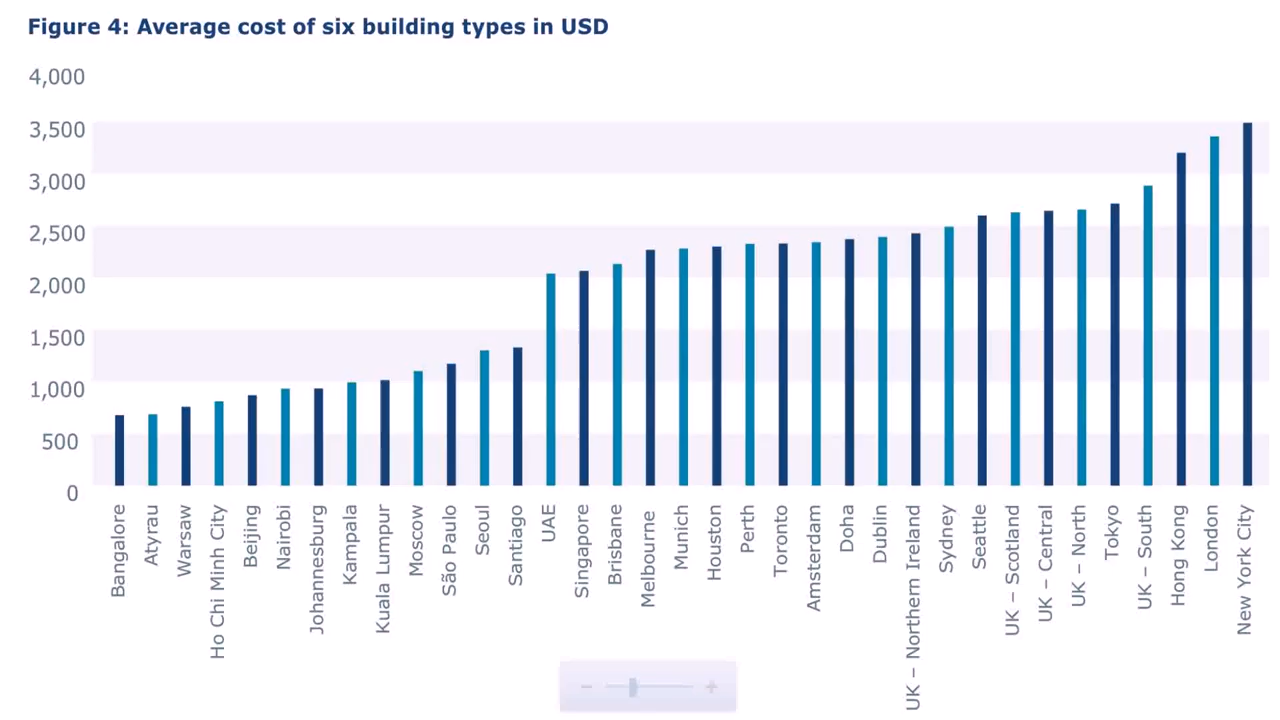 Figure 4: Average cost of six building types in USD
4,000
3,500
3,000
2,500
2,000
1,500
1,000
500
0
Bangalore
Atyrau
Warsaw
Ho Chi Minh City
Beijing
Nairobi
Johannesburg
Kampala
Kuala Lumpur
Moscow
São Paulo
Seoul
Santiago
UAE
Singapore
Brisbane
Melbourne
Munich
Houston
Perth
Toronto
Amsterdam
Doha
Dublin
UK – Northern Ireland
Sydney
Seattle
UK – Scotland
UK – Central
UK – North
Tokyo
UK – South
Hong Kong
London
New York City